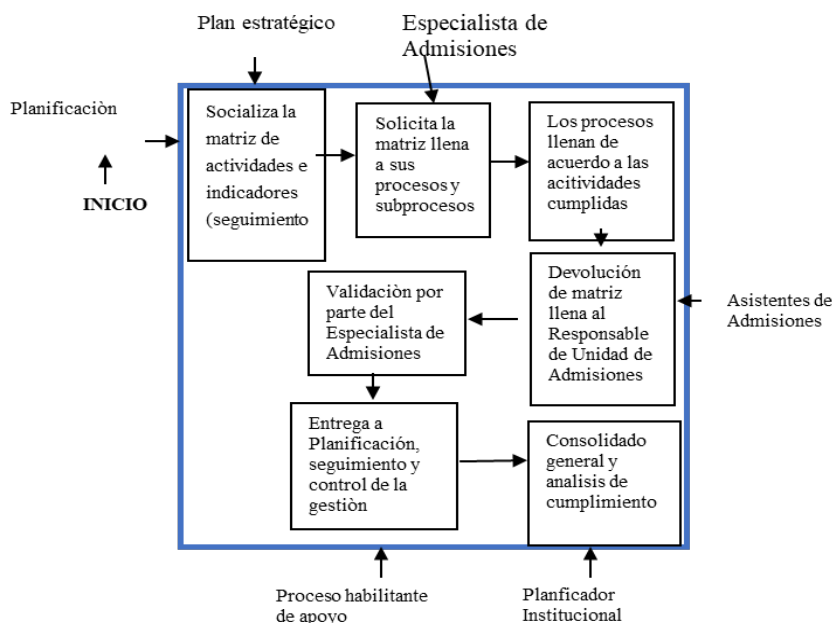 Plan estratégico
Especialista de
Admisiones
Planificaciòn
INICIO
Socializa la
matriz de
actividades e
indicadores
(seguimiento
Solicita la
matriz llena
a sus
procesos y
subprocesos
Los procesos
llenan de
acuerdo a las
acitividades
cumplidas
Devolución
de matriz
llena al
Responsable
de Unidad de
Admisiones
Asistentes de
Admisiones
Validaciòn por
parte del
Especialista de
Admisiones
Entrega a
Planificación,
seguimiento y
control de la
gestiòn
Consolidado
general y
analisis de
cumplimiento
Proceso habilitante
de apoyo
Planficador
Institucional